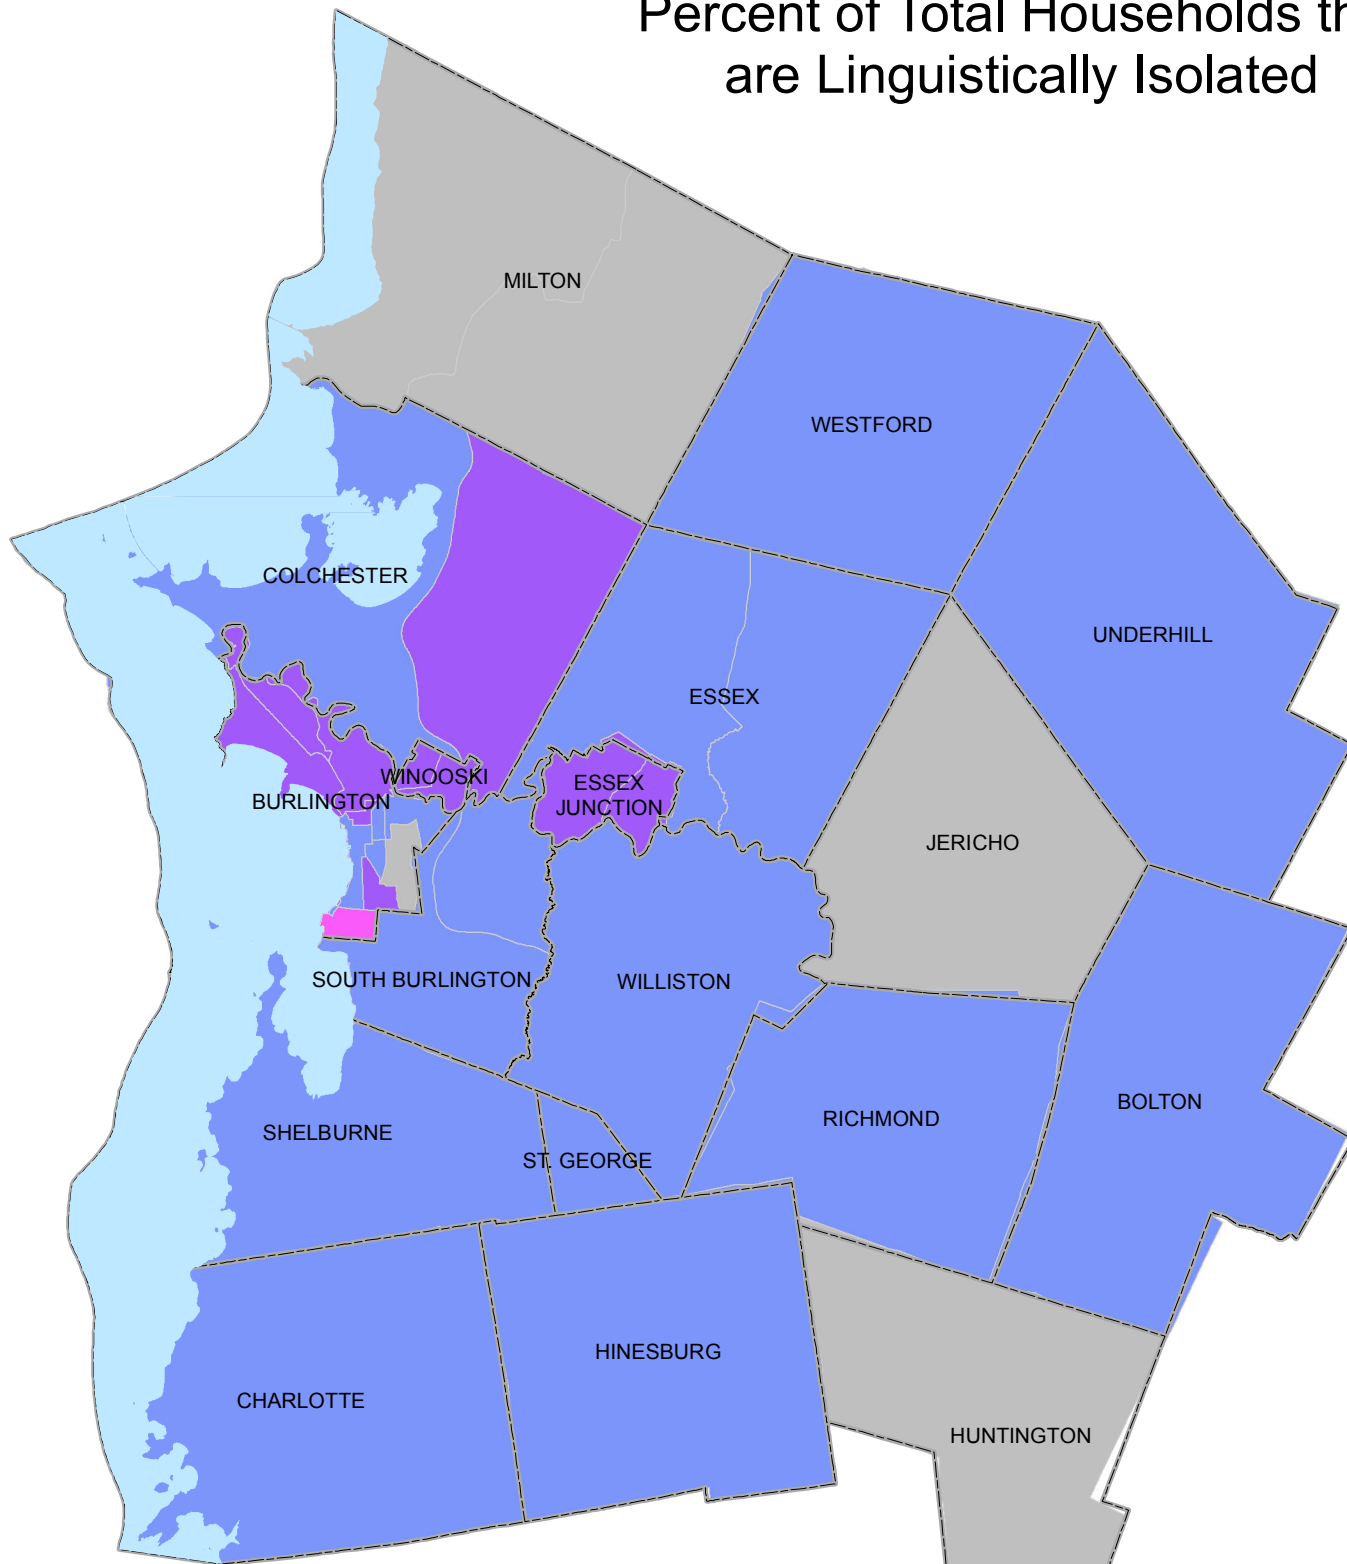 Percent of Total Households th
are Linguistically Isolated
MILTON
WESTFORD
COLCHESTER
UNDERHILL
ESSEX
WINOOSKI
ESSEX
JUNCTION
BURLINGTON
JERICHO
SOUTH BURLINGTON
WILLISTON
BOLTON
RICHMOND
SHELBURNE
ST. GEORGE
HINESBURG
CHARLOTTE
HUNTINGTON